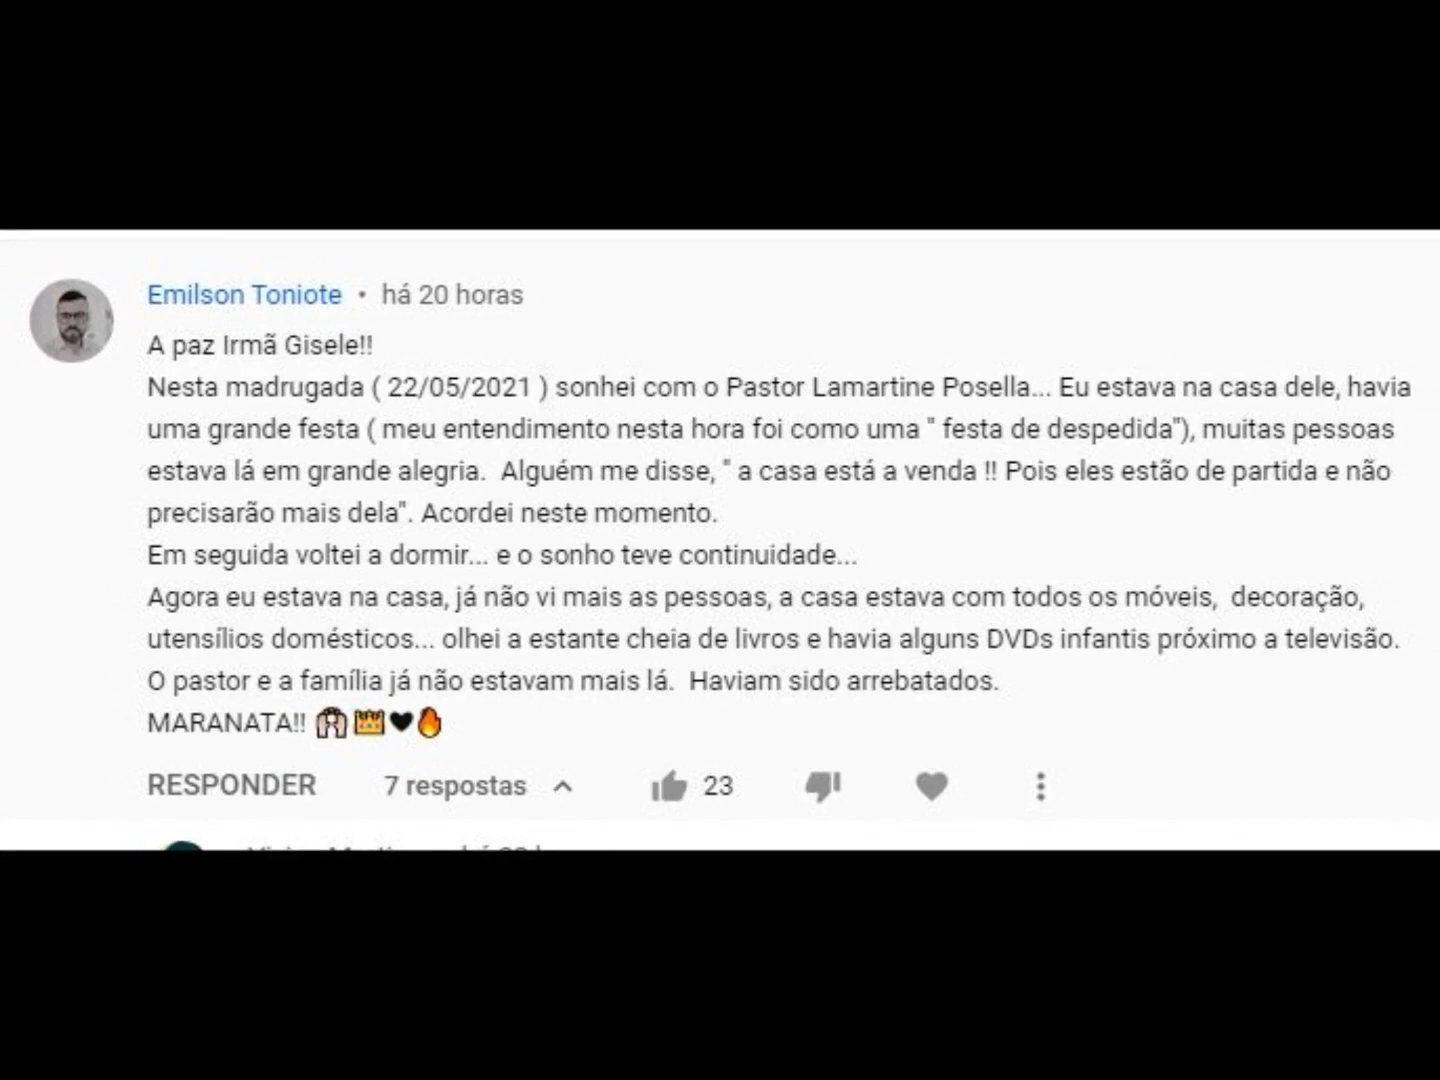 Emilson Toniote • há 20 horas
A paz Irmã Gisele!!
Nesta madrugada ( 22/05/2021 ) sonhei com o Pastor Lamartine Posella... Eu estava na casa dele, havia
uma grande festa ( meu entendimento nesta hora foi como uma " festa de despedida"), muitas pessoas
estava lá em grande alegria.  Alguém me disse, " a casa está a venda !! Pois eles estão de partida e não
precisarão mais dela". Acordei neste momento.
Em seguida voltei a dormir... e o sonho teve continuidade...
Agora eu estava na casa, já não vi mais as pessoas, a casa estava com todos os móveis,  decoração,
utensílios domésticos... olhei a estante cheia de livros e havia alguns DVDs infantis próximo a televisão.
O pastor e a família já não estavam mais lá.  Haviam sido arrebatados.
MARANATA!! 🙌👑🖤🔥
RESPONDER 7 respostas 23